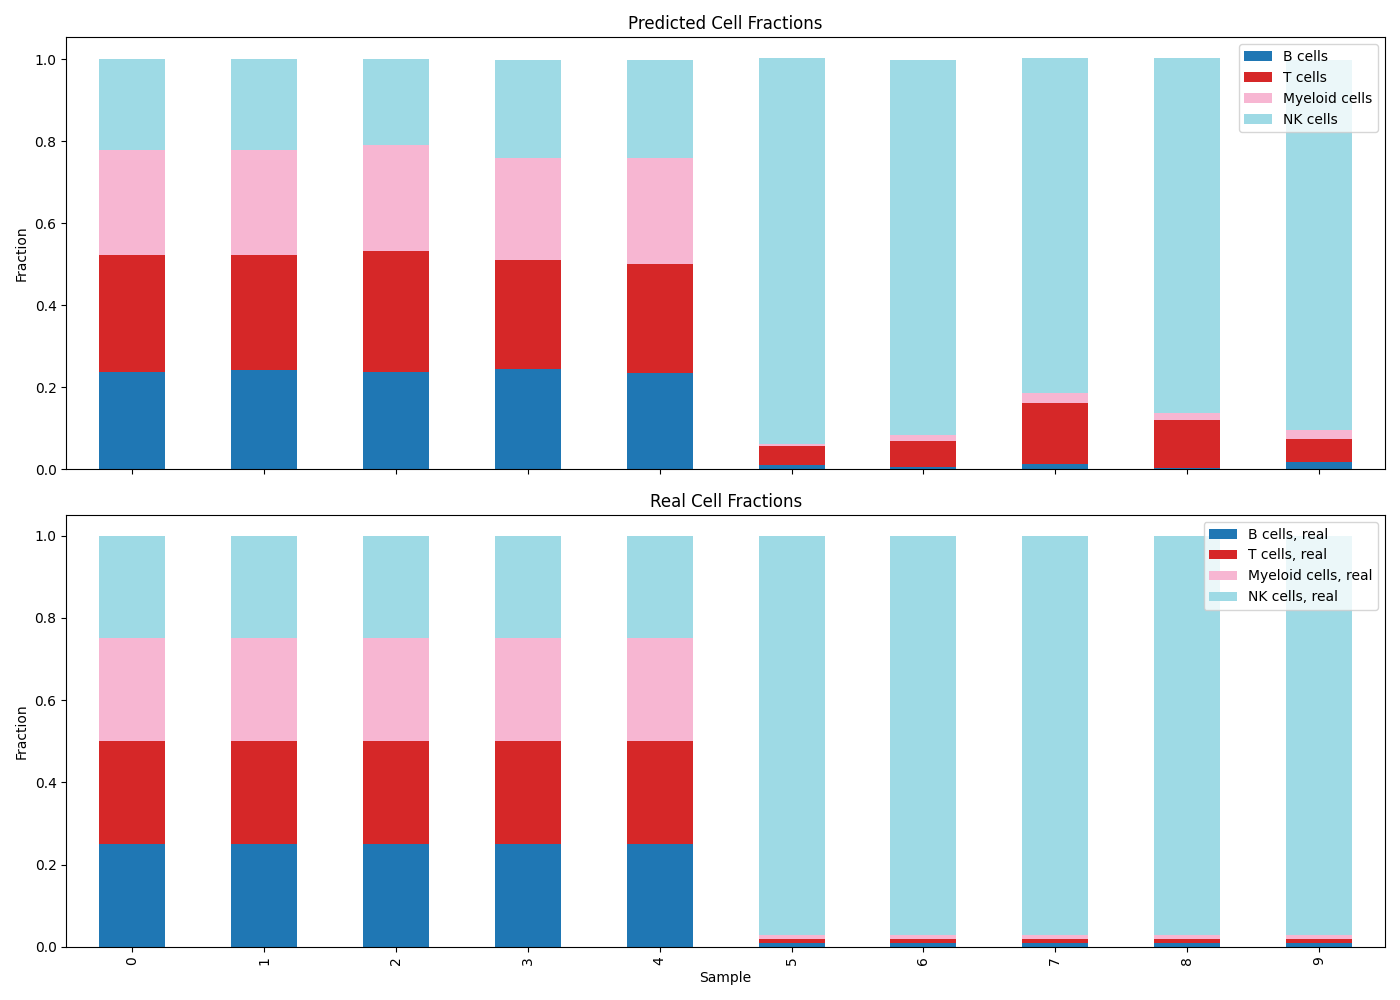 Predicted Cell Fractions
1.0
0.8
0.6
0.4
0.2
0.0
Fraction
B cells
T cells
Myeloid cells
NK cells
Real Cell Fractions
1.0
0.8
0.6
0.4
0.2
0.0
Fraction
B cells, real
T cells, real
Myeloid cells, real
NK cells, real
0 1 2 3 4 5 6 7 8 9
Sample